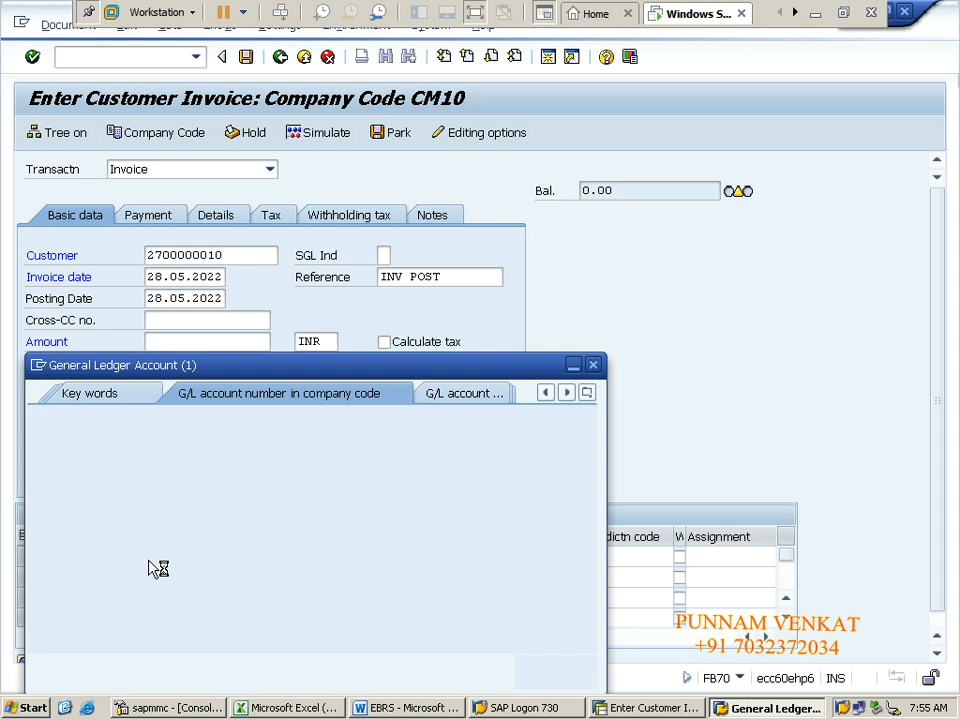 Workstation
Home
Windows S...
Enter Customer Invoice: Company Code CM10
Tree on
Company Code
Hold
Simulate
Park
Editing options
Transactn
Invoice
Bal.
0.00
Basic data
Payment
Details
Tax
Withholding tax
Notes
Customer
2700000010
SGL Ind
Invoice date
28.05.2022
Reference
INV POST
Posting Date
28.05.2022
Cross-CC no.
Amount
INR
Calculate tax
General Ledger Account (1)
Key words
G/L account number in company code
G/L account ...
dictn code
W
Assignment
PUNNAM VENKAT
+91 7032372034
FB70
ecc60ehp6
INS
Start
sapmmc - [Consol...
Microsoft Excel (...
EBRS - Microsoft ...
SAP Logon 730
Enter Customer I...
General Ledger...
7:55 AM